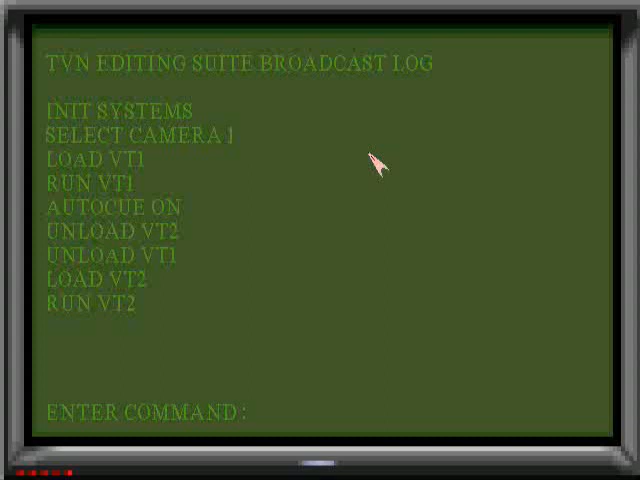 TVN EDITING SUITE BROADCAST LOG
INIT SYSTEMS
SELECT CAMERA 1
LOAD VT1
RUN VT1
AUTOCUE ON
UNLOAD VT2
UNLOAD VT1
LOAD VT2
RUN VT2
ENTER COMMAND: